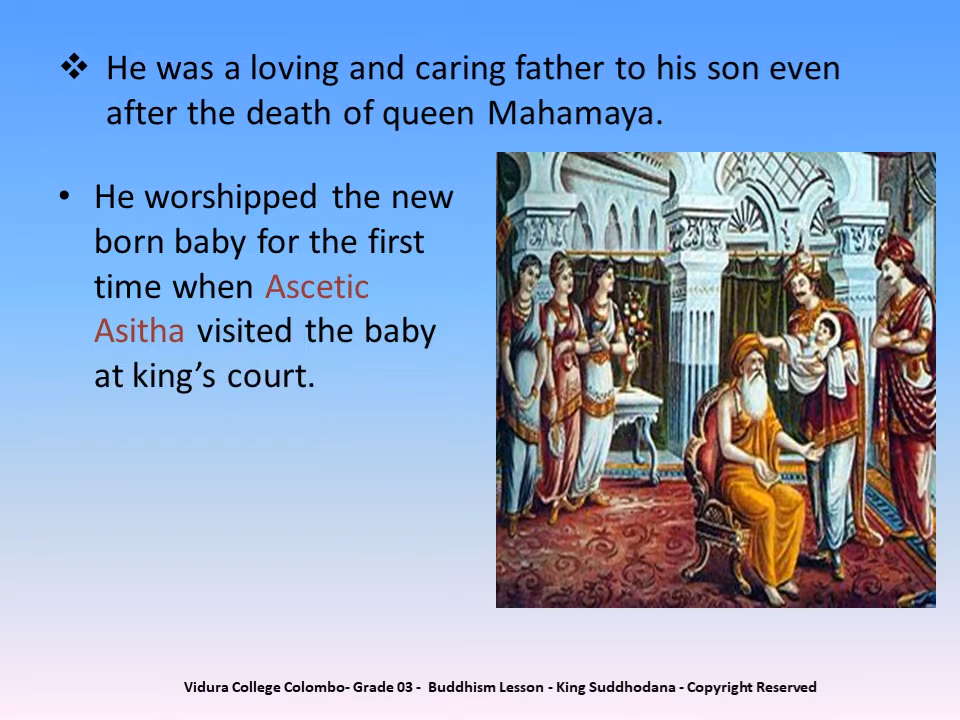 ❖ He was a loving and caring father to his son even
after the death of queen Mahamaya.
• He worshipped the new
born baby for the first
time when Ascetic
Asitha visited the baby
at king’s court.
Vidura College Colombo- Grade 03 - Buddhism Lesson - King Suddhodana - Copyright Reserved